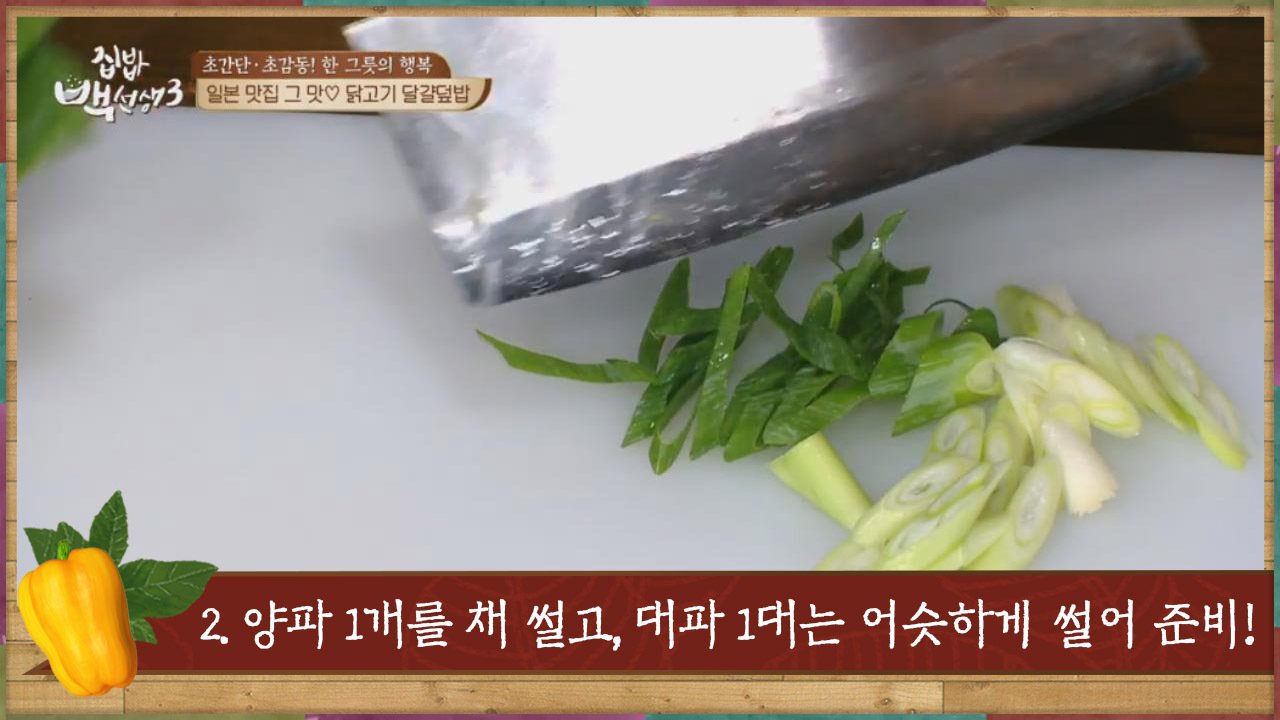 집밥
백선생3
초간단·초감동! 한 그릇의 행복
일본 맛집 그 맛♡ 닭고기 달걀덮밥
2. 양파 1개를 채 썰고, 대파 1대는 어슷하게 썰어 준비!